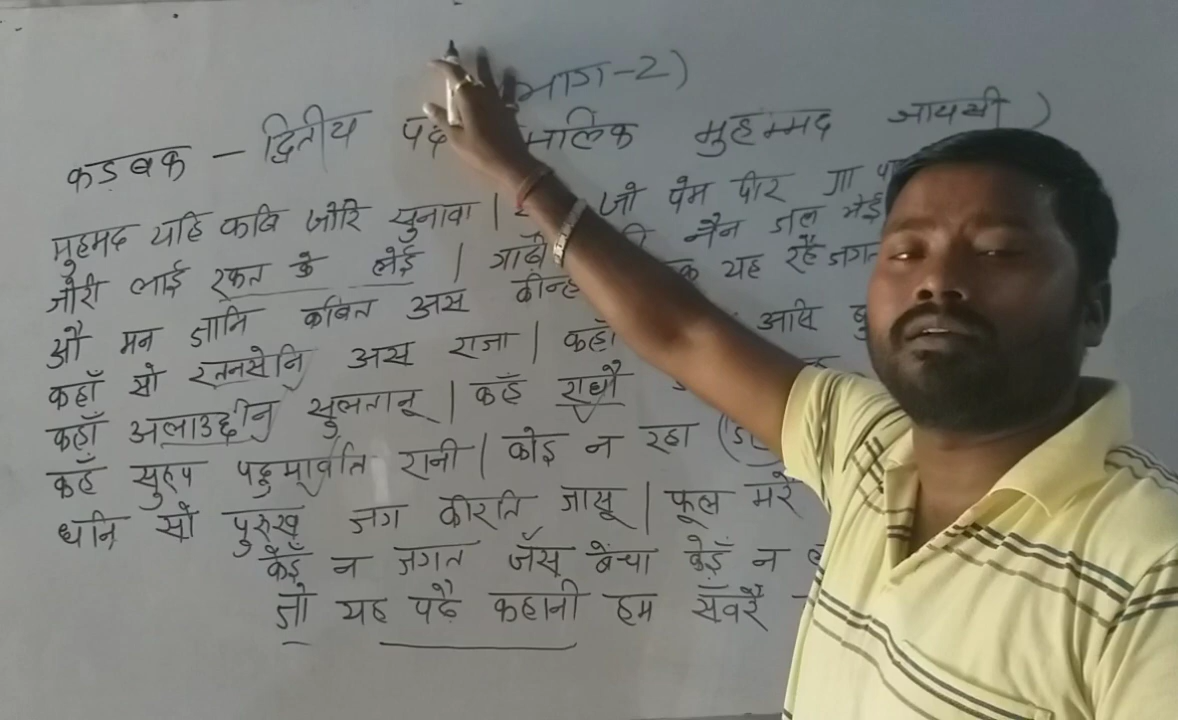 भाग-2)
कड़बक - द्वितीय पद मलिक मुहम्मद जायसी )
मुहमद यहि कबि जोरि सुनावा | जो पेम पीर गा
जोरी लाई रकत कै लेई | गाढ़ी नैन जल भेई
औ मन जानि कबित अस कीन्हा यह रहै जगत
कहाँ सो रतनसेनि अस राजा | कहाँ असि
कहाँ अलाउद्दीन सुलतानू | कहँ राघौ
कहँ सुरूप पदुमावति रानी | कोइ न रहा
धनि सो पुरुख जग कीरति जासू | फूल मरै
केइँ न जगत जस बेंचा केइँ न
जो यह पढ़ै कहानी हम सँवरै